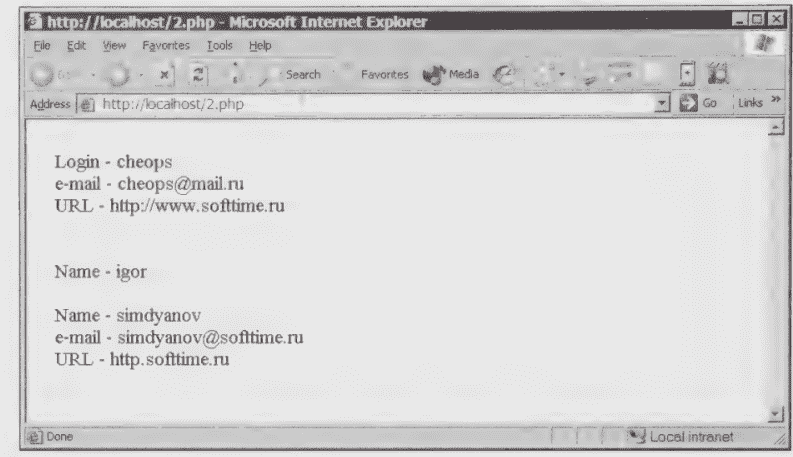 http://localhost/2.php - Microsoft Internet Explorer
File Edit View Favorites Tools Help
Search Favorites Media
Address http://localhost/2.php Go Links »
Login - cheops
e-mail - cheops@mail.ru
URL - http://www.softtime.ru
Name - igor
Name - simdyanov
e-mail - simdyanov@softtime.ru
URL - http.softtime.ru
Done Local intranet